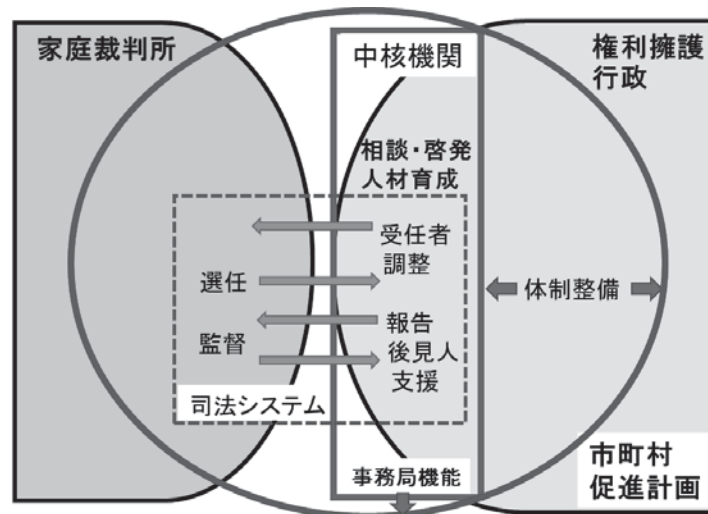 家庭裁判所
中核機関
権利擁護
行政
相談・啓発
人材育成
受任者
調整
選任
体制整備
報告
監督
後見人
支援
司法システム
事務局機能
市町村
促進計画